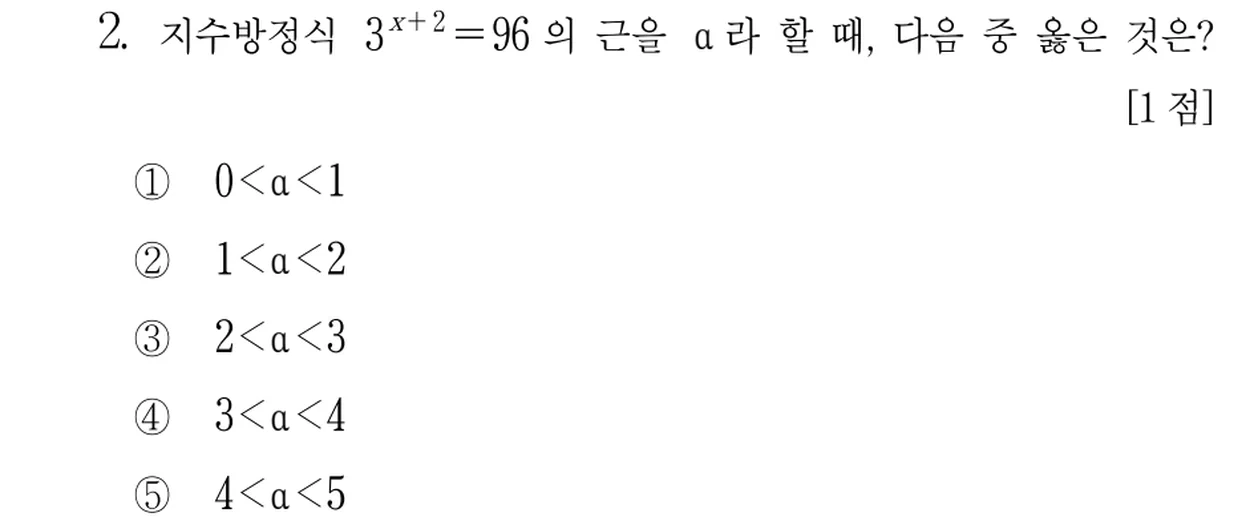 2. 지수방정식 3^{x+2}=96 의 근을 α라 할 때, 다음 중 옳은 것은?
[1 점]
① 0<α<1
② 1<α<2
③ 2<α<3
④ 3<α<4
⑤ 4<α<5